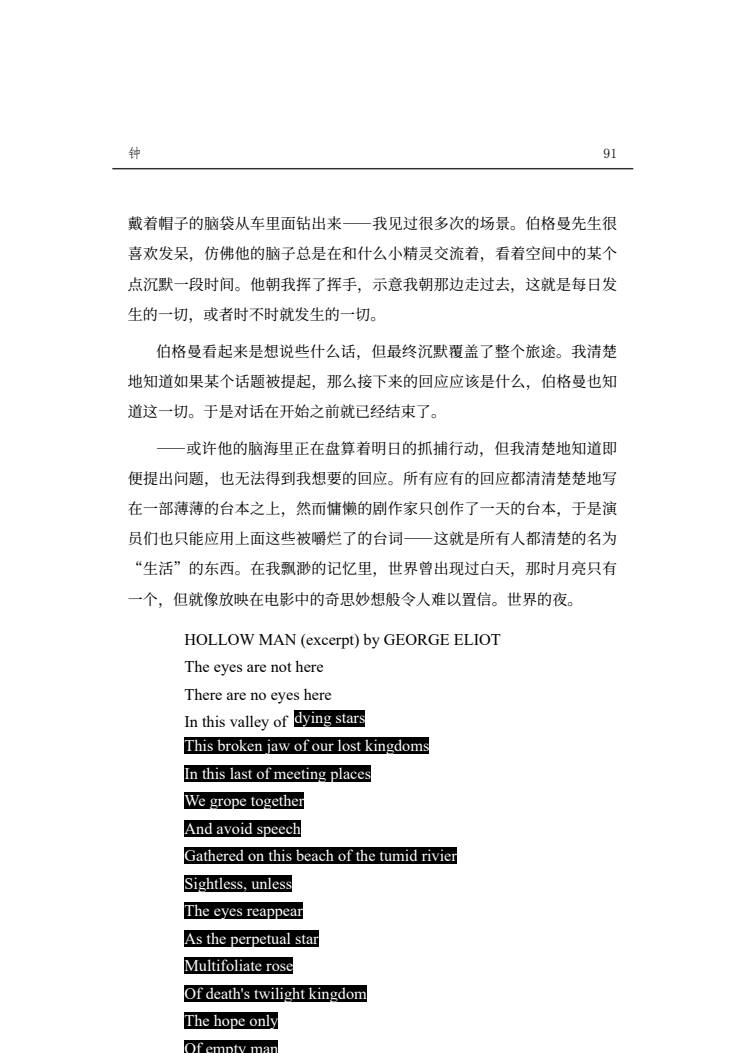 钟 91
戴着帽子的脑袋从车里面钻出来——我见过很多次的场景。伯格曼先生很
喜欢发呆，仿佛他的脑子总是在和什么小精灵交流着，看着空间中的某个
点沉默一段时间。他朝我挥了挥手，示意我朝那边走过去，这就是每日发
生的一切，或者时不时就发生的一切。
伯格曼看起来是想说些什么话，但最终沉默覆盖了整个旅途。我清楚
地知道如果某个话题被提起，那么接下来的回应应该是什么，伯格曼也知
道这一切。于是对话在开始之前就已经结束了。
——或许他的脑海里正在盘算着明日的抓捕行动，但我清楚地知道即
便提出问题，也无法得到我想要的回应。所有应有的回应都清清楚楚地写
在一部薄薄的台本之上，然而慵懒的剧作家只创作了一天的台本，于是演
员们也只能应用上面这些被嚼烂了的台词——这就是所有人都清楚的名为
“生活”的东西。在我飘渺的记忆里，世界曾出现过白天，那时月亮只有
一个，但就像放映在电影中的奇思妙想般令人难以置信。世界的夜。
HOLLOW MAN (excerpt) by GEORGE ELIOT
The eyes are not here
There are no eyes here
In this valley of dying stars
This broken jaw of our lost kingdoms
In this last of meeting places
We grope together
And avoid speech
Gathered on this beach of the tumid rivier
Sightless, unless
The eyes reappear
As the perpetual star
Multifoliate rose
Of death's twilight kingdom
The hope only
Of empty man